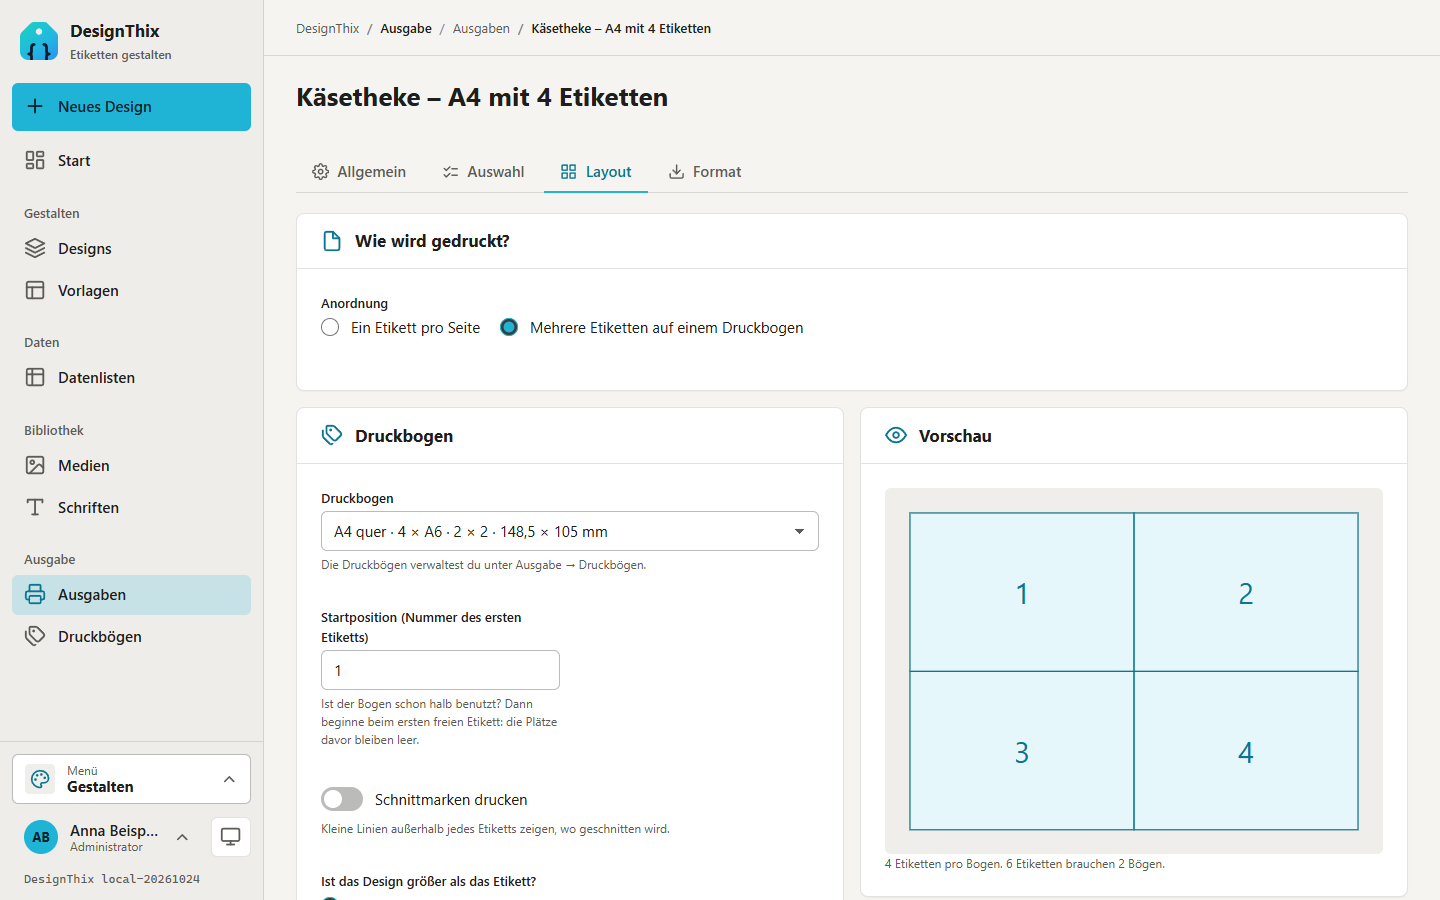 DesignThix
Etiketten gestalten
Neues Design
Start
Gestalten
Designs
Vorlagen
Daten
Datenlisten
Bibliothek
Medien
Schriften
Ausgabe
Ausgaben
Druckbögen
Menü
Gestalten
AB
Anna Beisp...
Administrator
DesignThix local-20261024
DesignThix / Ausgabe / Ausgaben / Käsetheke – A4 mit 4 Etiketten
Käsetheke – A4 mit 4 Etiketten
Allgemein
Auswahl
Layout
Format
Wie wird gedruckt?
Anordnung
Ein Etikett pro Seite
Mehrere Etiketten auf einem Druckbogen
Druckbogen
Druckbogen
A4 quer · 4 × A6 · 2 × 2 · 148,5 × 105 mm
Die Druckbögen verwaltest du unter Ausgabe → Druckbögen.
Startposition (Nummer des ersten
Etiketts)
1
Ist der Bogen schon halb benutzt? Dann
beginne beim ersten freien Etikett: die Plätze
davor bleiben leer.
Schnittmarken drucken
Kleine Linien außerhalb jedes Etiketts zeigen, wo geschnitten wird.
Ist das Design größer als das Etikett?
Vorschau
1
2
3
4
4 Etiketten pro Bogen. 6 Etiketten brauchen 2 Bögen.